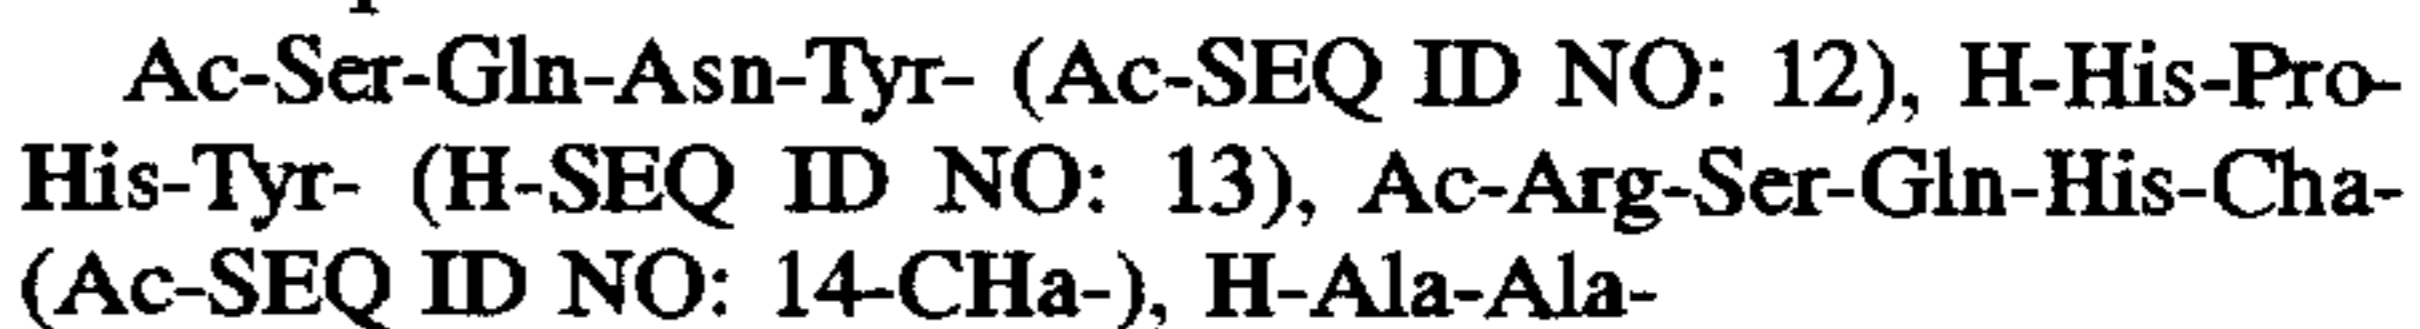 Ac-Ser-Gln-Asn-Tyr- (Ac-SEQ ID NO: 12), H-His-Pro-
His-Tyr- (H-SEQ ID NO: 13), Ac-Arg-Ser-Gln-His-Cha-
(Ac-SEQ ID NO: 14-CHa-), H-Ala-Ala-